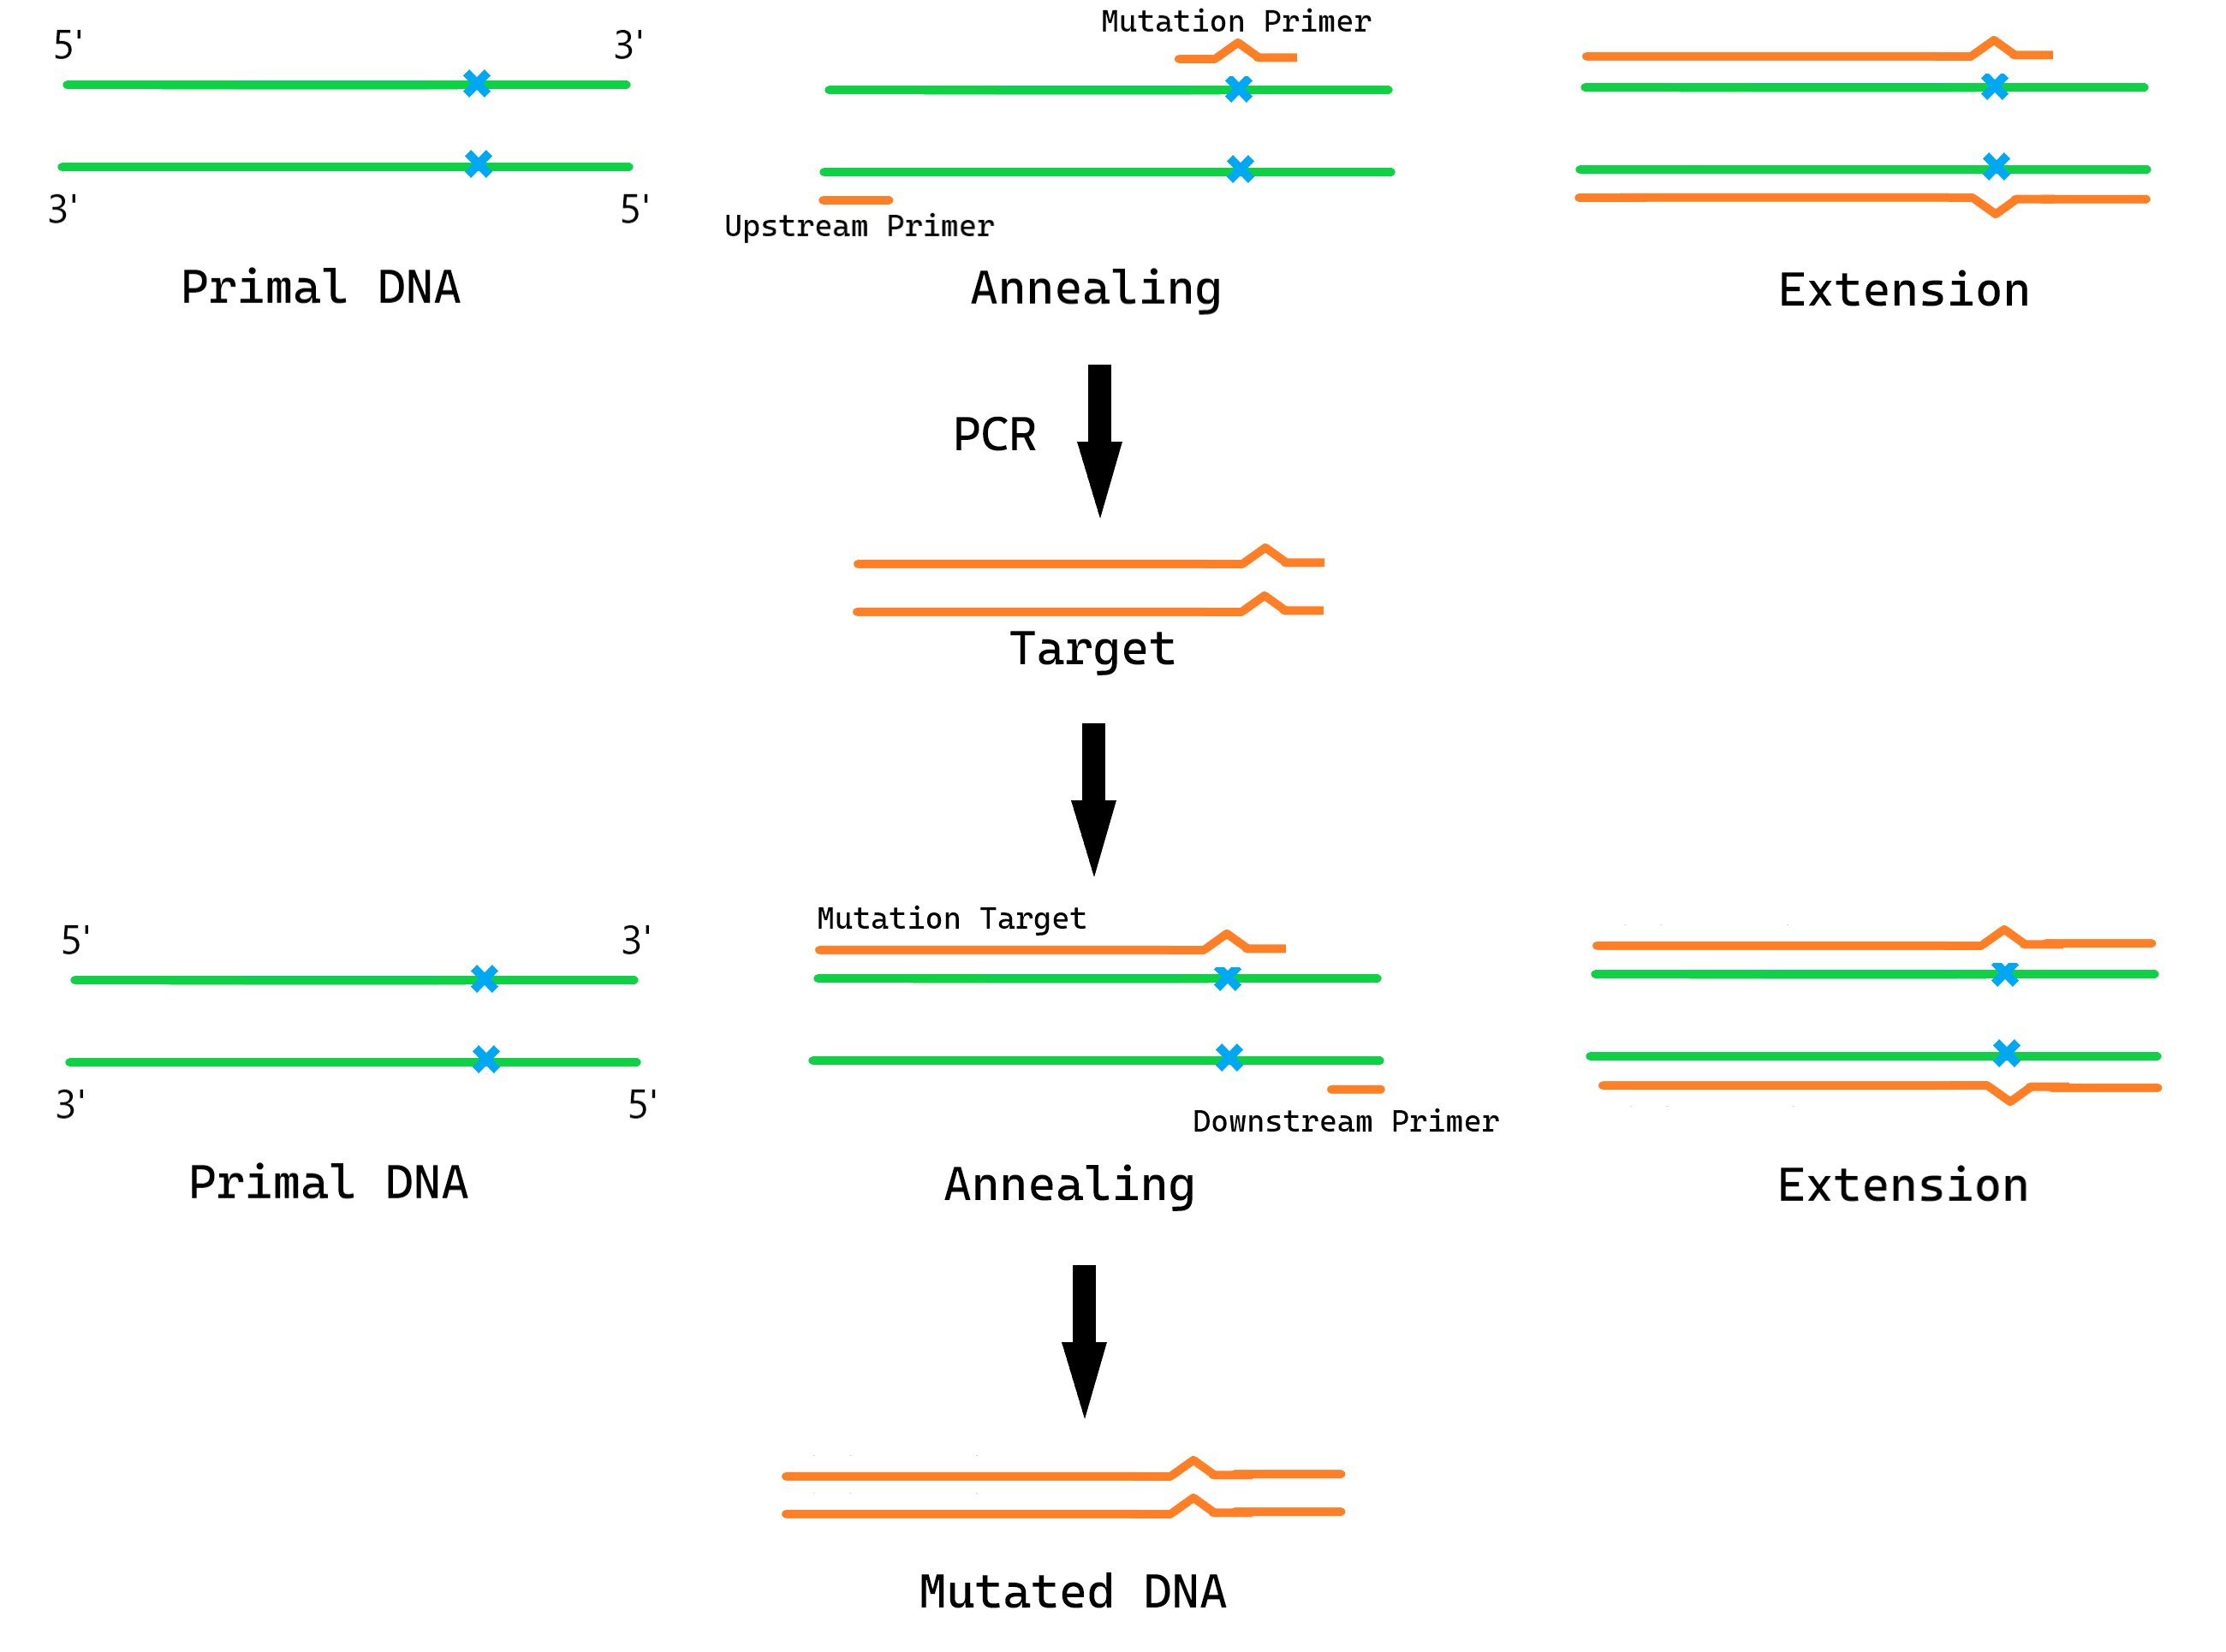 Mutation Primer
5'
3'
3'
5'
Upstream Primer
Primal DNA
Annealing
Extension
PCR
Target
Mutation Target
5'
3'
3'
5'
Downstream Primer
Primal DNA
Annealing
Extension
Mutated DNA